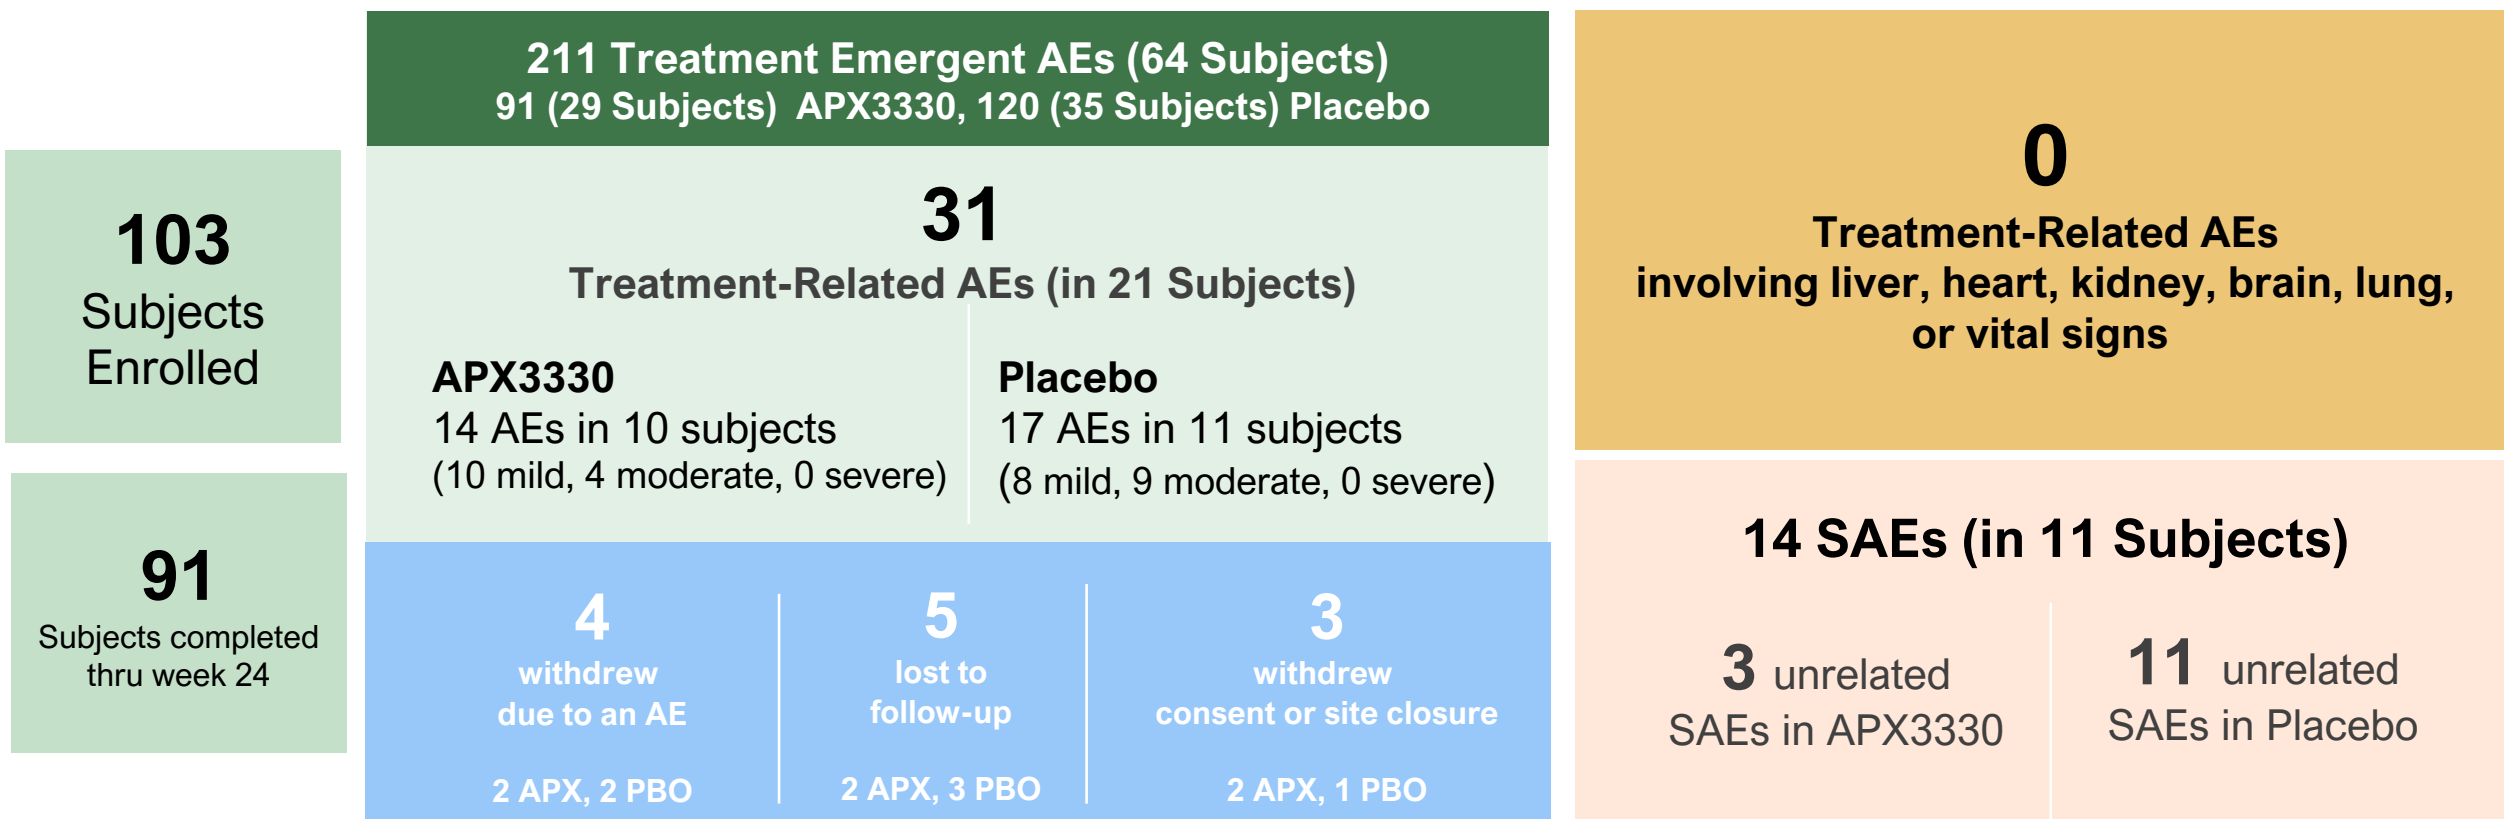 103
Subjects
Enrolled
91
Subjects completed
thru week 24
211 Treatment Emergent AEs (64 Subjects)
91 (29 Subjects)  APX3330, 120 (35 Subjects) Placebo
31
Treatment-Related AEs (in 21 Subjects)
APX3330
14 AEs in 10 subjects
(10 mild, 4 moderate, 0 severe)
Placebo
17 AEs in 11 subjects
(8 mild, 9 moderate, 0 severe)
4
withdrew
due to an AE
2 APX, 2 PBO
5
lost to
follow-up
2 APX, 3 PBO
3
withdrew
consent or site closure
2 APX, 1 PBO
0
Treatment-Related AEs
involving liver, heart, kidney, brain, lung,
or vital signs
14 SAEs (in 11 Subjects)
3 unrelated
SAEs in APX3330
11 unrelated
SAEs in Placebo